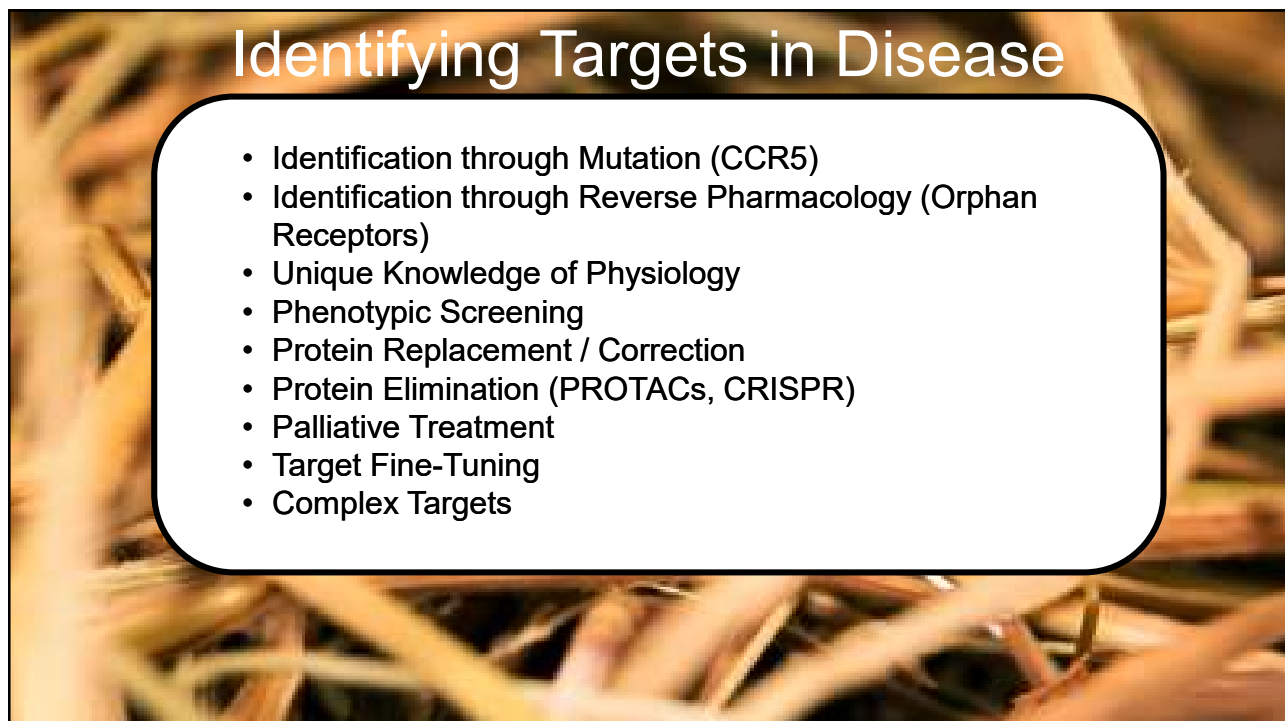 Identifying Targets in Disease
• Identification through Mutation (CCR5)
• Identification through Reverse Pharmacology (Orphan
Receptors)
• Unique Knowledge of Physiology
• Phenotypic Screening
• Protein Replacement / Correction
• Protein Elimination (PROTACs, CRISPR)
• Palliative Treatment
• Target Fine-Tuning
• Complex Targets